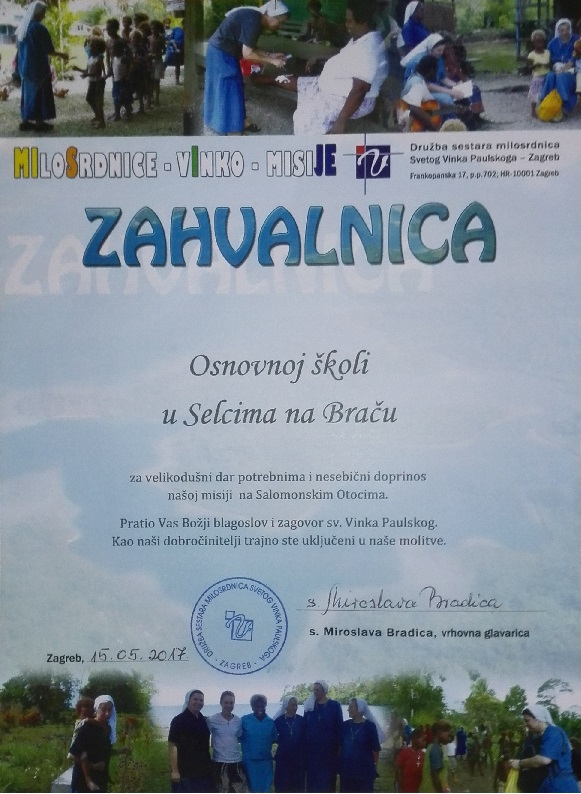 MILOSRDNICE - VINKO - MISIJE
Družba sestara milosrdnica
Svetog Vinka Paulskoga – Zagreb
Frankopanska 17, p.p.702; HR-10001 Zagreb
ZAHVALNICA
Osnovnoj školi
u Selcima na Braču
za velikodušni dar potrebnima i nesebični doprinos
našoj misiji na Salomonskim Otocima.
Pratio Vas Božji blagoslov i zagovor sv. Vinka Paulskog.
Kao naši dobročinitelji trajno ste uključeni u naše molitve.
DRUŽBA SESTARA MILOSRDNICA SVETOG VINKA PAULSKOGA
- ZAGREB -
s. Miroslava Bradica
s. Miroslava Bradica, vrhovna glavarica
Zagreb, 15.05.2017